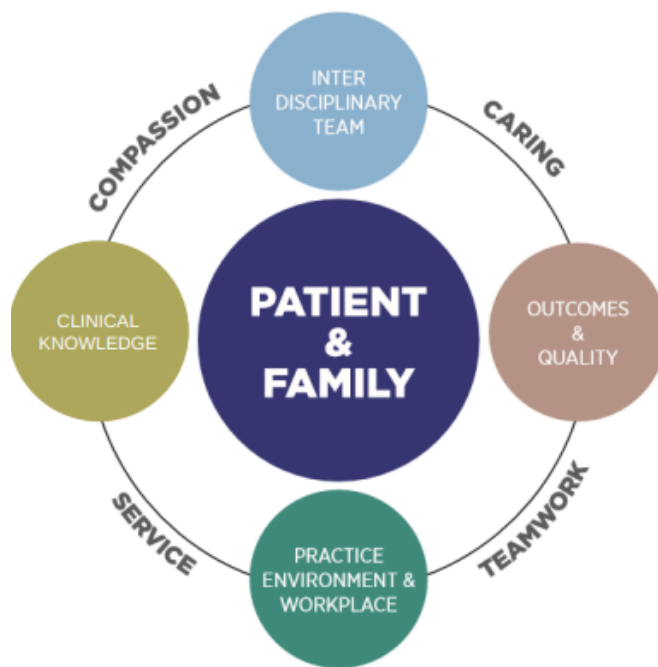 INTER
DISCIPLINARY
TEAM
COMPASSION
CARING
PATIENT
&
FAMILY
CLINICAL
KNOWLEDGE
OUTCOMES
&
QUALITY
SERVICE
TEAMWORK
PRACTICE
ENVIRONMENT &
WORKPLACE